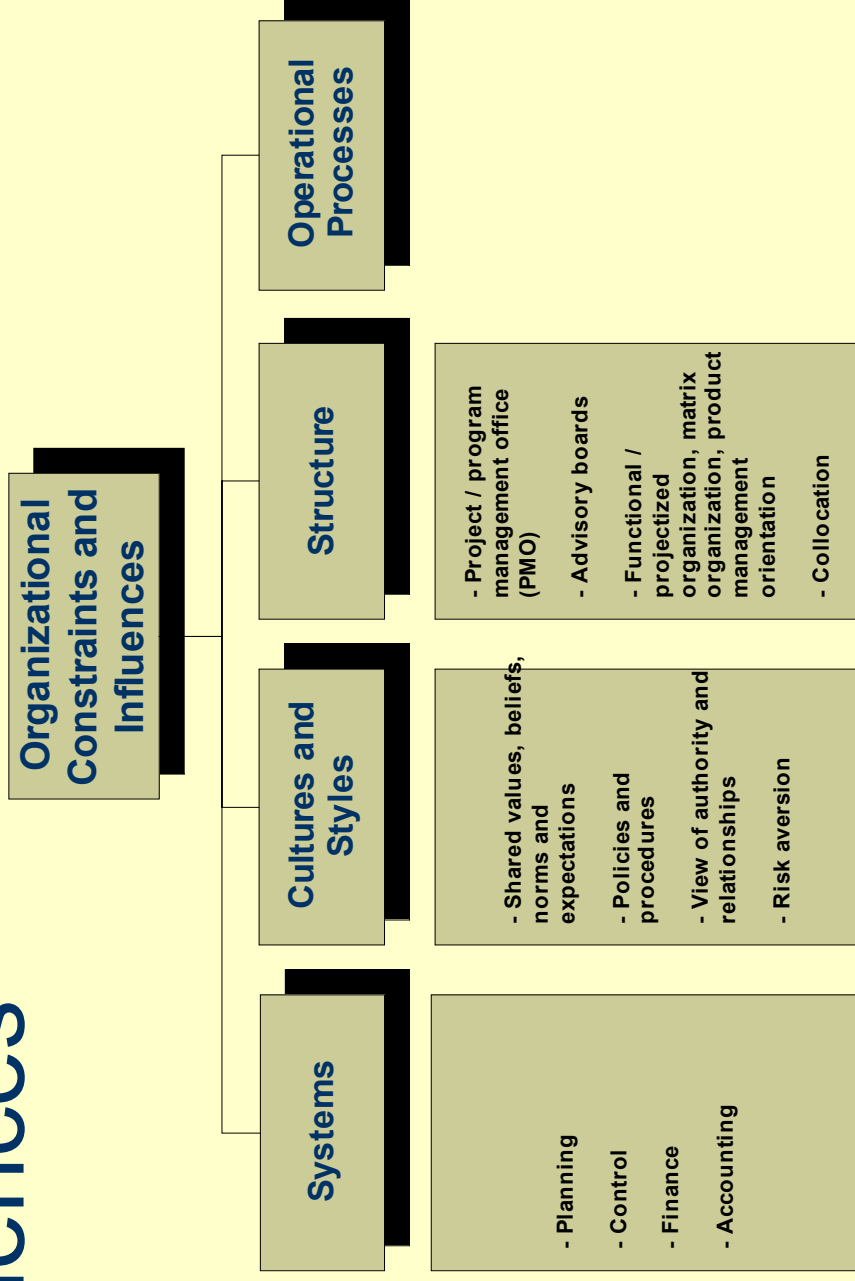 Organizational
Constraints and
Influences
Systems
Cultures and
Styles
Structure
Operational
Processes
- Planning
- Control
- Finance
- Accounting
- Shared values, beliefs,
norms and
expectations
- Policies and
procedures
- View of authority and
relationships
- Risk aversion
- Project / program
management office
(PMO)
- Advisory boards
- Functional /
projectized
organization, matrix
organization, product
management
orientation
- Collocation